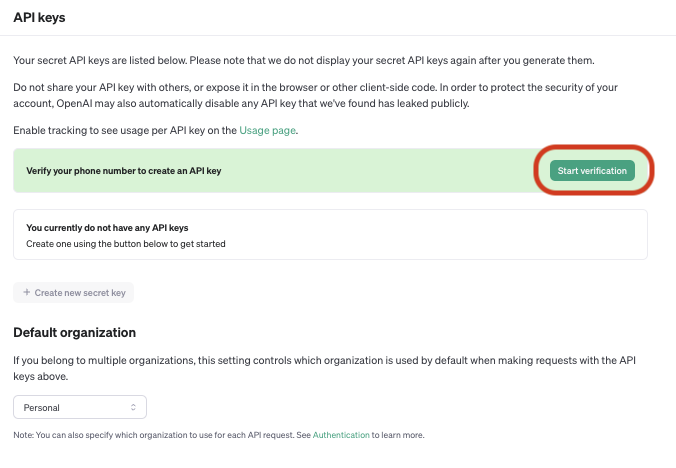 API keys
Your secret API keys are listed below. Please note that we do not display your secret API keys again after you generate them.
Do not share your API key with others, or expose it in the browser or other client-side code. In order to protect the security of your
account, OpenAI may also automatically disable any API key that we've found has leaked publicly.
Enable tracking to see usage per API key on the Usage page.
Verify your phone number to create an API key
Start verification
You currently do not have any API keys
Create one using the button below to get started
+ Create new secret key
Default organization
If you belong to multiple organizations, this setting controls which organization is used by default when making requests with the API
keys above.
Personal
Note: You can also specify which organization to use for each API request. See Authentication to learn more.